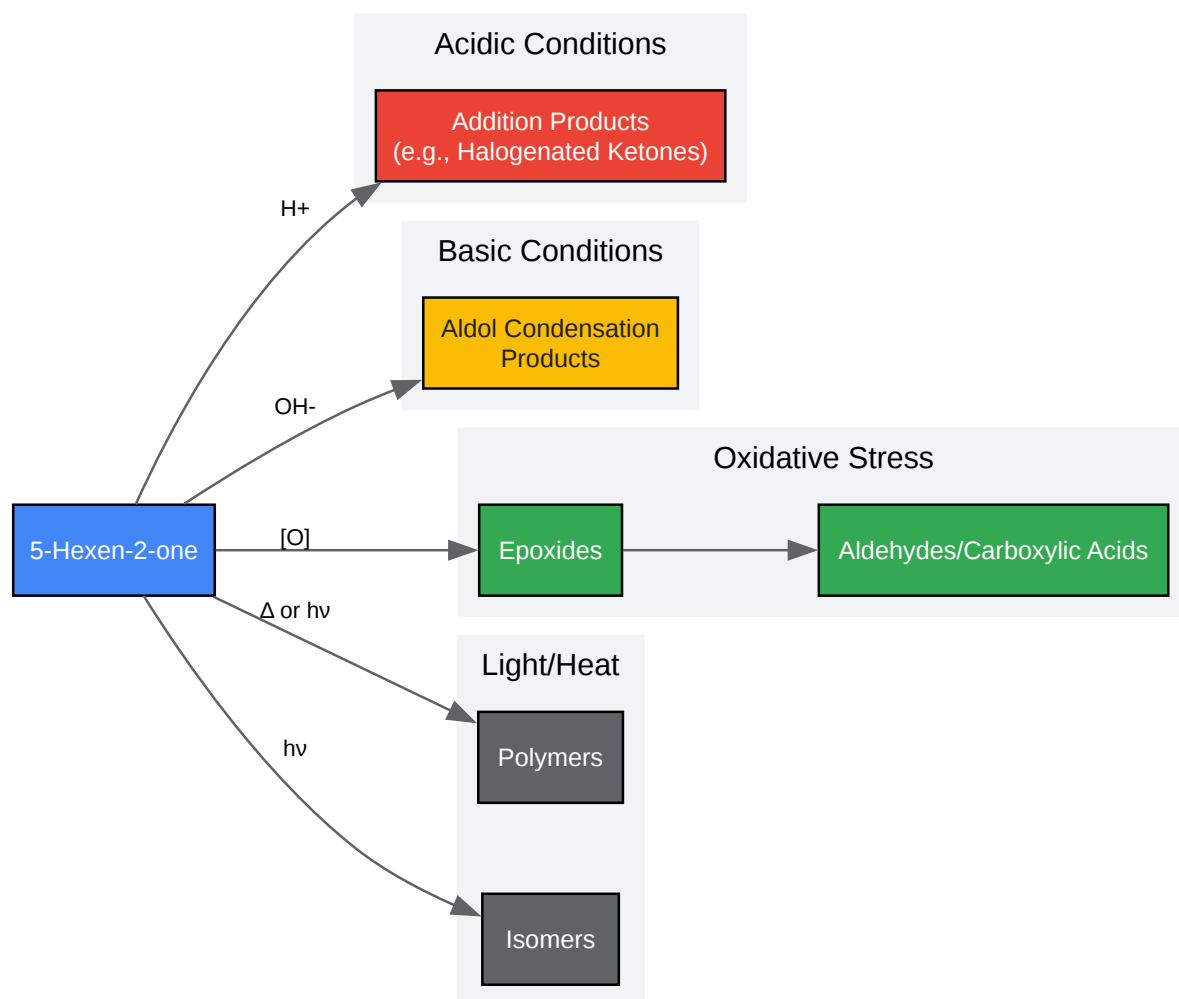 Acidic Conditions
Addition Products
(e.g., Halogenated Ketones)
H+
Basic Conditions
Aldol Condensation
Products
OH-
Oxidative Stress
5-Hexen-2-one
[O]
Epoxides
Aldehydes/Carboxylic Acids
Δ or hν
Light/Heat
Polymers
hν
Isomers